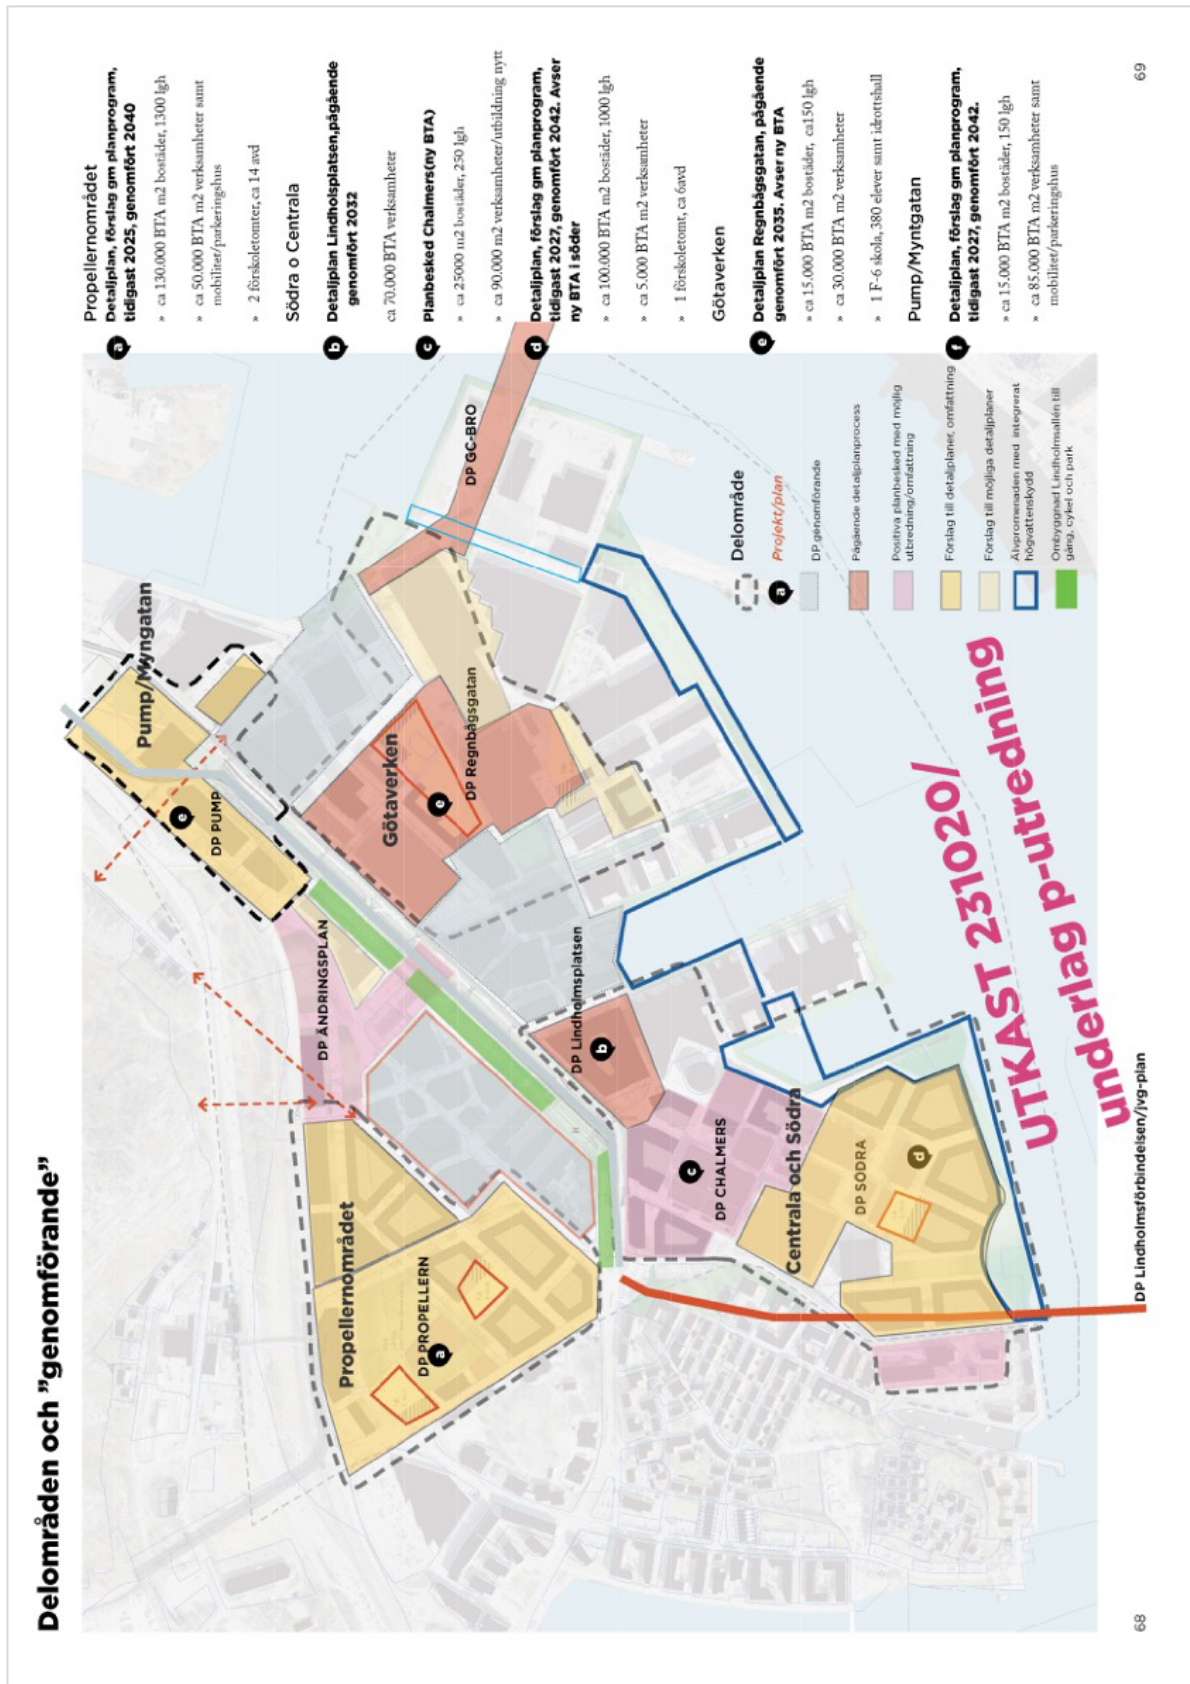 Delområden och ”genomförande”
Propellernområdet
a
Detaljplan, förslag gm planprogram,
tidigast 2025, genomfört 2040
» ca 130.000 BTA m2 bostäder, 1300 lgh
» ca 50.000 BTA m2 verksamheter samt
mobilitet/parkeringshus
» 2 förskoletomter, ca 14 avd
Södra o Centrala
b
Detaljplan Lindholsplatsen,pågående
genomfört 2032
ca 70.000 BTA verksamheter
c
Planbesked Chalmers(ny BTA)
» ca 25000 m2 bostäder, 250 lgh
» ca 90.000 m2 verksamheter/utbildning nytt
d
Detaljplan, förslag gm planprogram,
tidigast 2027, genomfört 2042. Avser
ny BTA i söder
» ca 100.000 BTA m2 bostäder, 1000 lgh
» ca 5.000 BTA m2 verksamheter
» 1 förskoletomt, ca 6avd
Götaverken
e
Detaljplan Regnbågsgatan, pågående
genomfört 2035. Avser ny BTA
» ca 15.000 BTA m2 bostäder, ca150 lgh
» ca 30.000 BTA m2 verksamheter
» 1 F-6 skola, 380 elever samt idrottshall
Pump/Myntgatan
f
Detaljplan, förslag gm planprogram,
tidigast 2027, genomfört 2042.
» ca 15.000 BTA m2 bostäder, 150 lgh
» ca 85.000 BTA m2 verksamheter samt
mobilitet/parkeringshus
Pump/Myngatan
e
DP PUMP
DP ÄNDRINGSPLAN
Propellernområdet
DP PROPELLERN
a
Götaverken
e
DP Regnbågsgatan
DP GC-BRO
DP Lindholmsplatsen
b
H
c
DP CHALMERS
Centrala och Södra
DP SÖDRA
d
DP Lindholmsförbindelsen/jvg-plan
Delområde
a
Projekt/plan
DP genomförande
Pågående detaljplanprocess
Positiva planbesked med möjlig
utbredning/omfattning
Förslag till detaljplaner, omfattning
Förslag till möjliga detaljplaner
Älvpromenaden med integrerat
högvattenskydd
Ombyggnad Lindholmsallén till
gång, cykel och park
UTKAST 231020/
underlag p-utredning
68
69